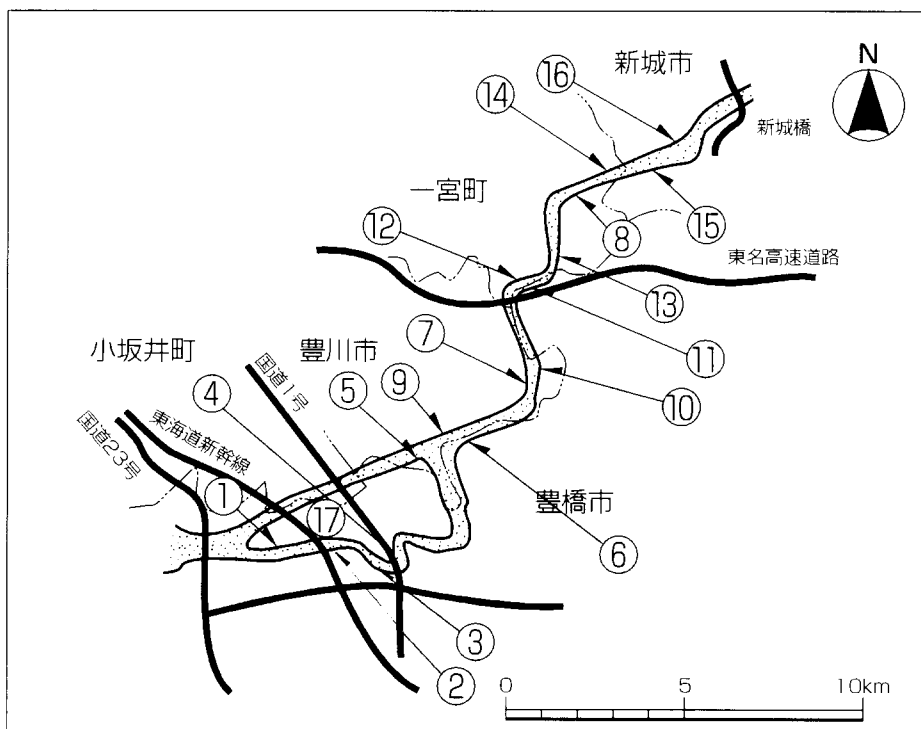 新城市
N
⑯
⑭
新城橋
一宮町
⑫
⑧
⑮
東名高速道路
⑬
小坂井町
豊川市
⑦
⑪
国道1号
④
⑤
⑨
⑩
国道23号
東海道新幹線
①
⑰
豊橋市
⑥
③
②
0
5
10km